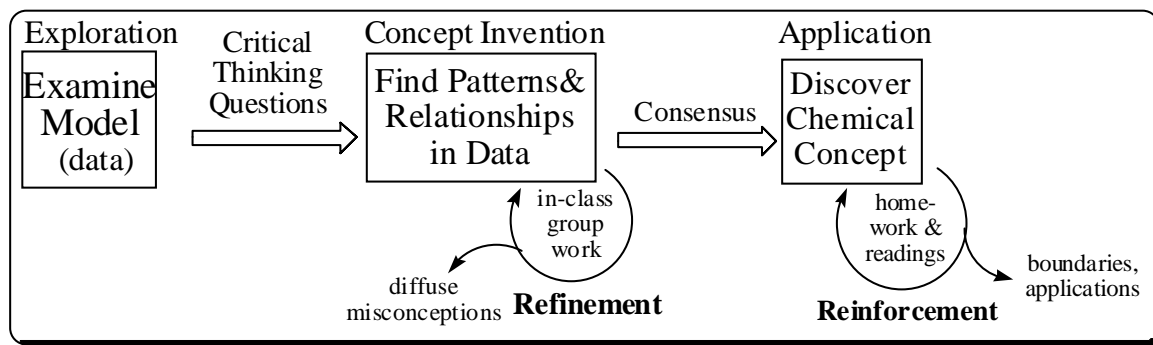 Exploration
Examine
Model
(data)
Critical
Thinking
Questions
Concept Invention
Find Patterns&
Relationships
in Data
in-class
group
work
diffuse
misconceptions
Refinement
Consensus
Application
Discover
Chemical
Concept
home-
work &
readings
boundaries,
applications
Reinforcement